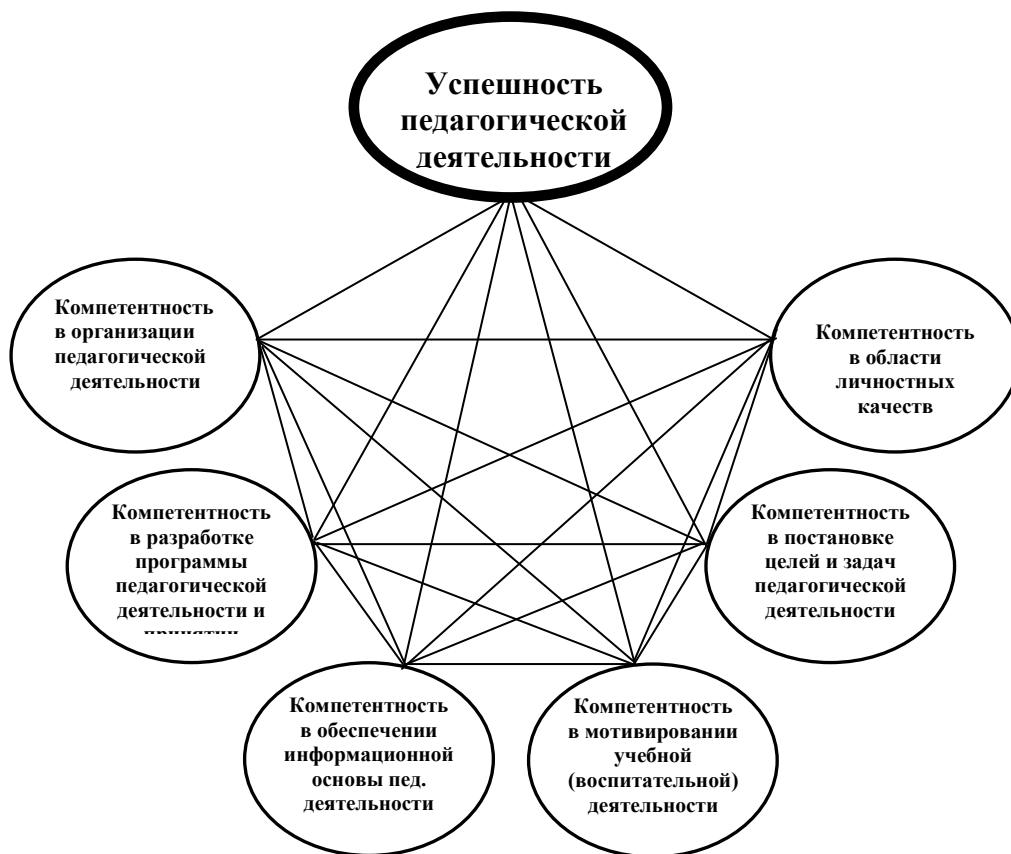 Успешность
педагогической
деятельности
Компетентность
в организации
педагогической
деятельности
Компетентность
в области
личностных
качеств
Компетентность
в разработке
программы
педагогической
деятельности и
Компетентность
в постановке
целей и задач
педагогической
деятельности
Компетентность
в обеспечении
информационной
основы пед.
деятельности
Компетентность
в мотивировании
учебной
(воспитательной)
деятельности